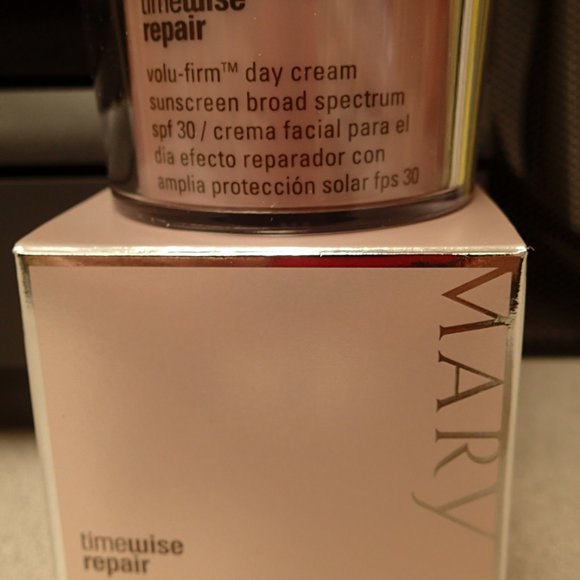 timewise
repair
volu-firm™ day cream
sunscreen broad spectrum
spf 30 / crema facial para el
día efecto reparador con
amplia protección solar fps 30
MARY
timewise
repair